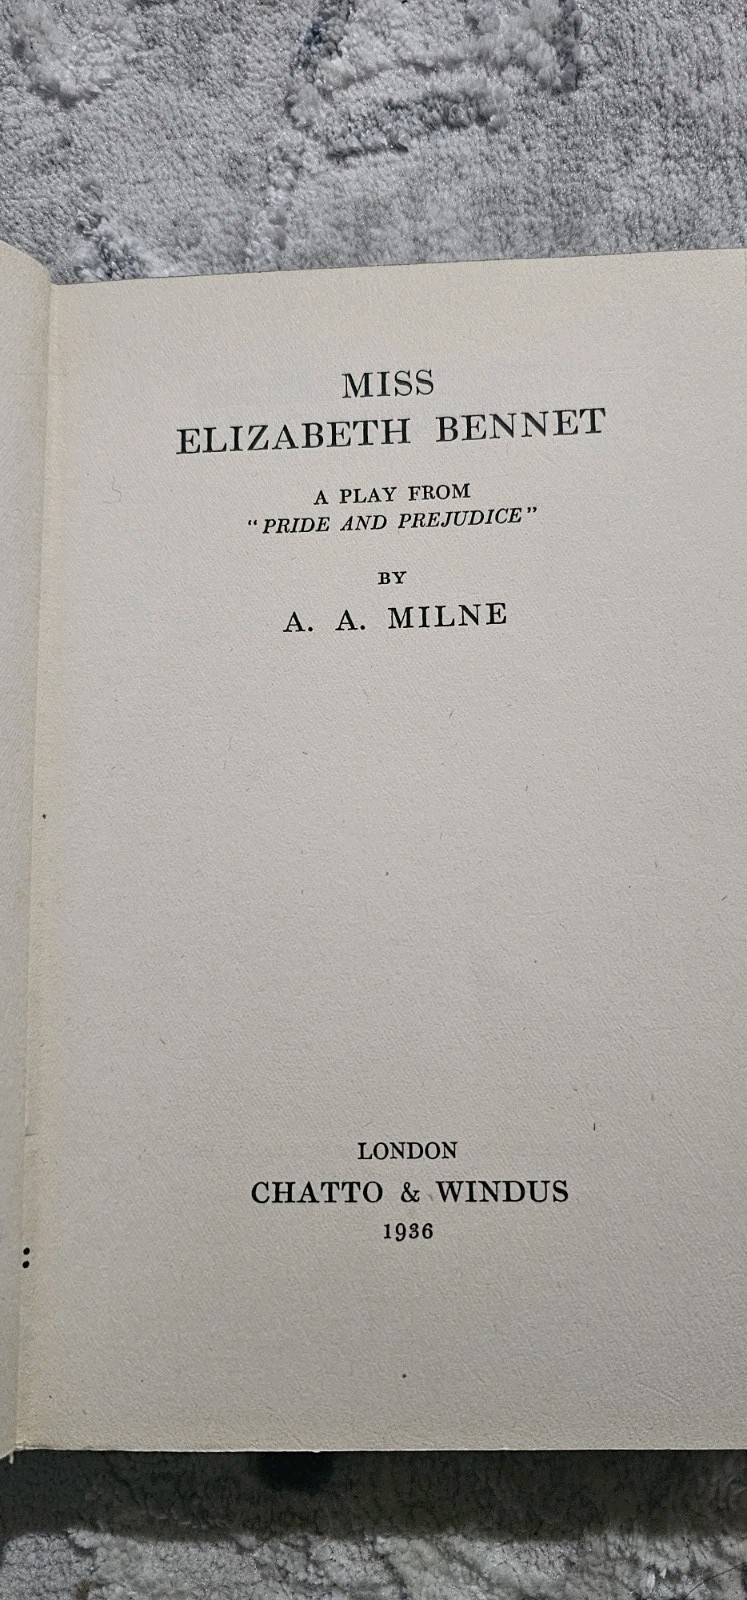 MISS
ELIZABETH BENNET
A PLAY FROM
"PRIDE AND PREJUDICE"
BY
A. A. MILNE
LONDON
CHATTO & WINDUS
1936